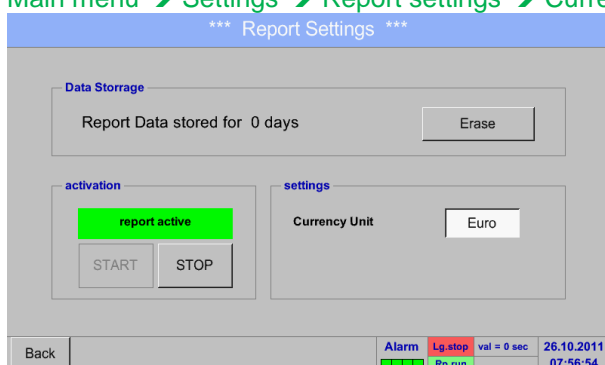 Main menu → Settings → Report settings → Curre
*** Report Settings ***
Data Storrage
Report Data stored for 0 days
Erase
activation
report active
START
STOP
settings
Currency Unit
Euro
Back
Alarm
Lg.stop
val = 0 sec
26.10.2011
Rp.run
07:56:54